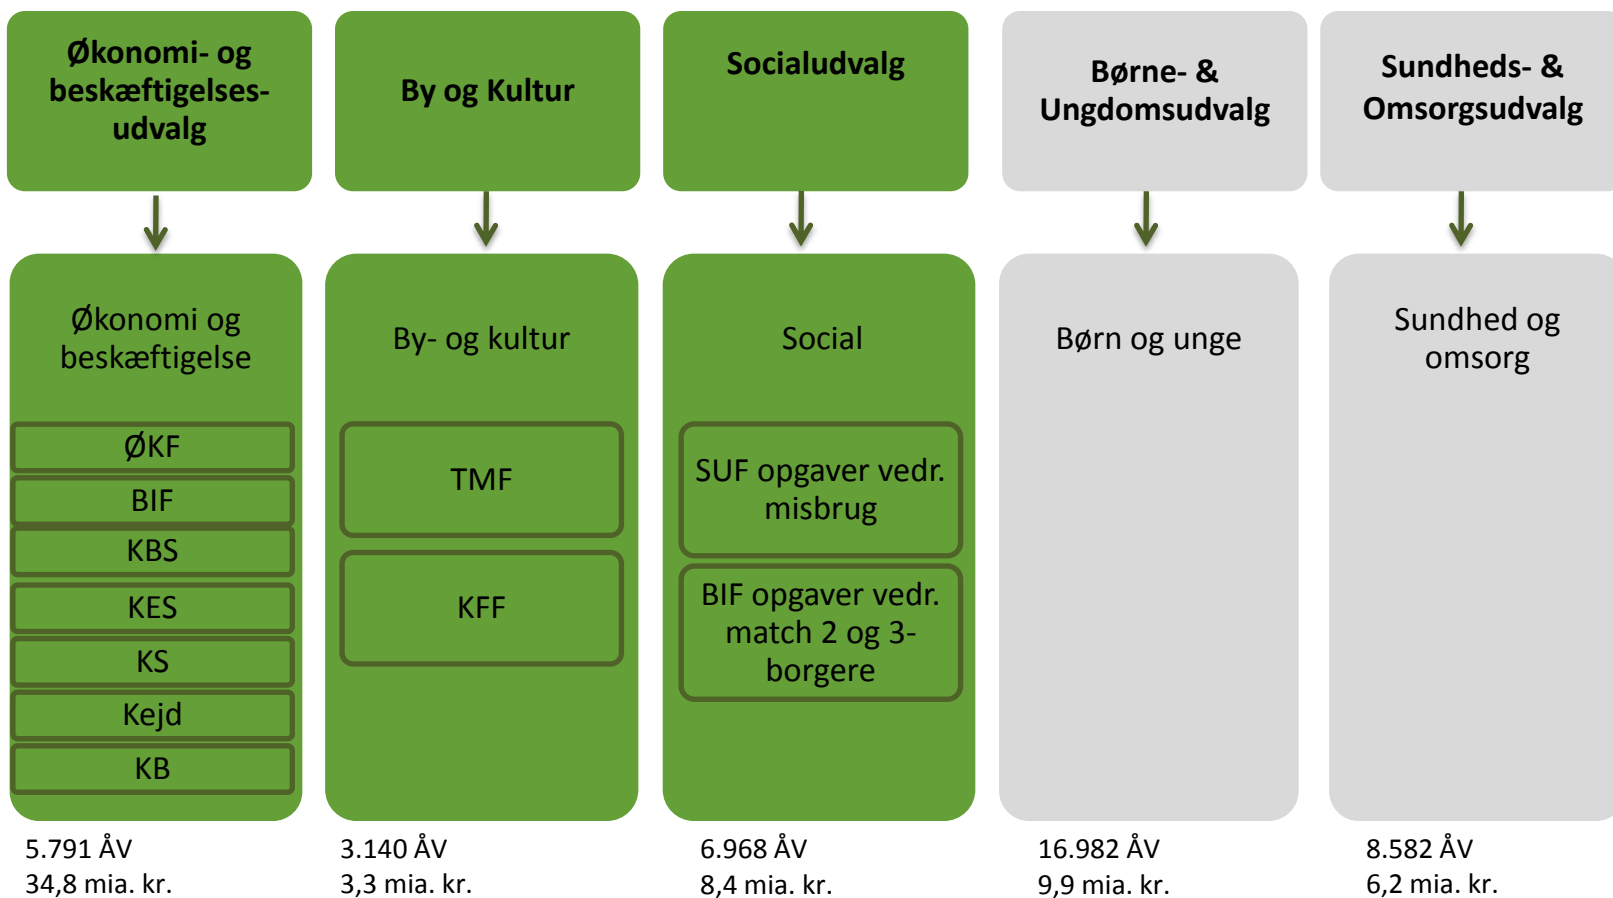 Økonomi- og
beskæftigelses-
udvalg
By og Kultur
Socialudvalg
Børne- &
Ungdomsudvalg
Sundheds- &
Omsorgsudvalg
Økonomi og
beskæftigelse
ØKF
BIF
KBS
KES
KS
Kejd
KB
By- og kultur
TMF
KFF
Social
SUF opgaver vedr.
misbrug
BIF opgaver vedr.
match 2 og 3-
borgere
Børn og unge
Sundhed og
omsorg
5.791 ÅV
34,8 mia. kr.
3.140 ÅV
3,3 mia. kr.
6.968 ÅV
8,4 mia. kr.
16.982 ÅV
9,9 mia. kr.
8.582 ÅV
6,2 mia. kr.